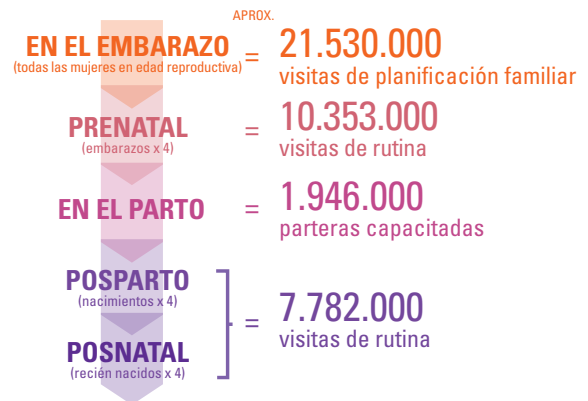 APROX.
EN EL EMBARAZO = 21.530.000
(todas las mujeres en edad reproductiva)
visitas de planificación familiar
PRENATAL = 10.353.000
(embarazos x 4)
visitas de rutina
EN EL PARTO = 1.946.000
parteras capacitadas
POSPARTO
(nacimientos x 4)
= 7.782.000
visitas de rutina
POSNATAL
(recién nacidos x 4)